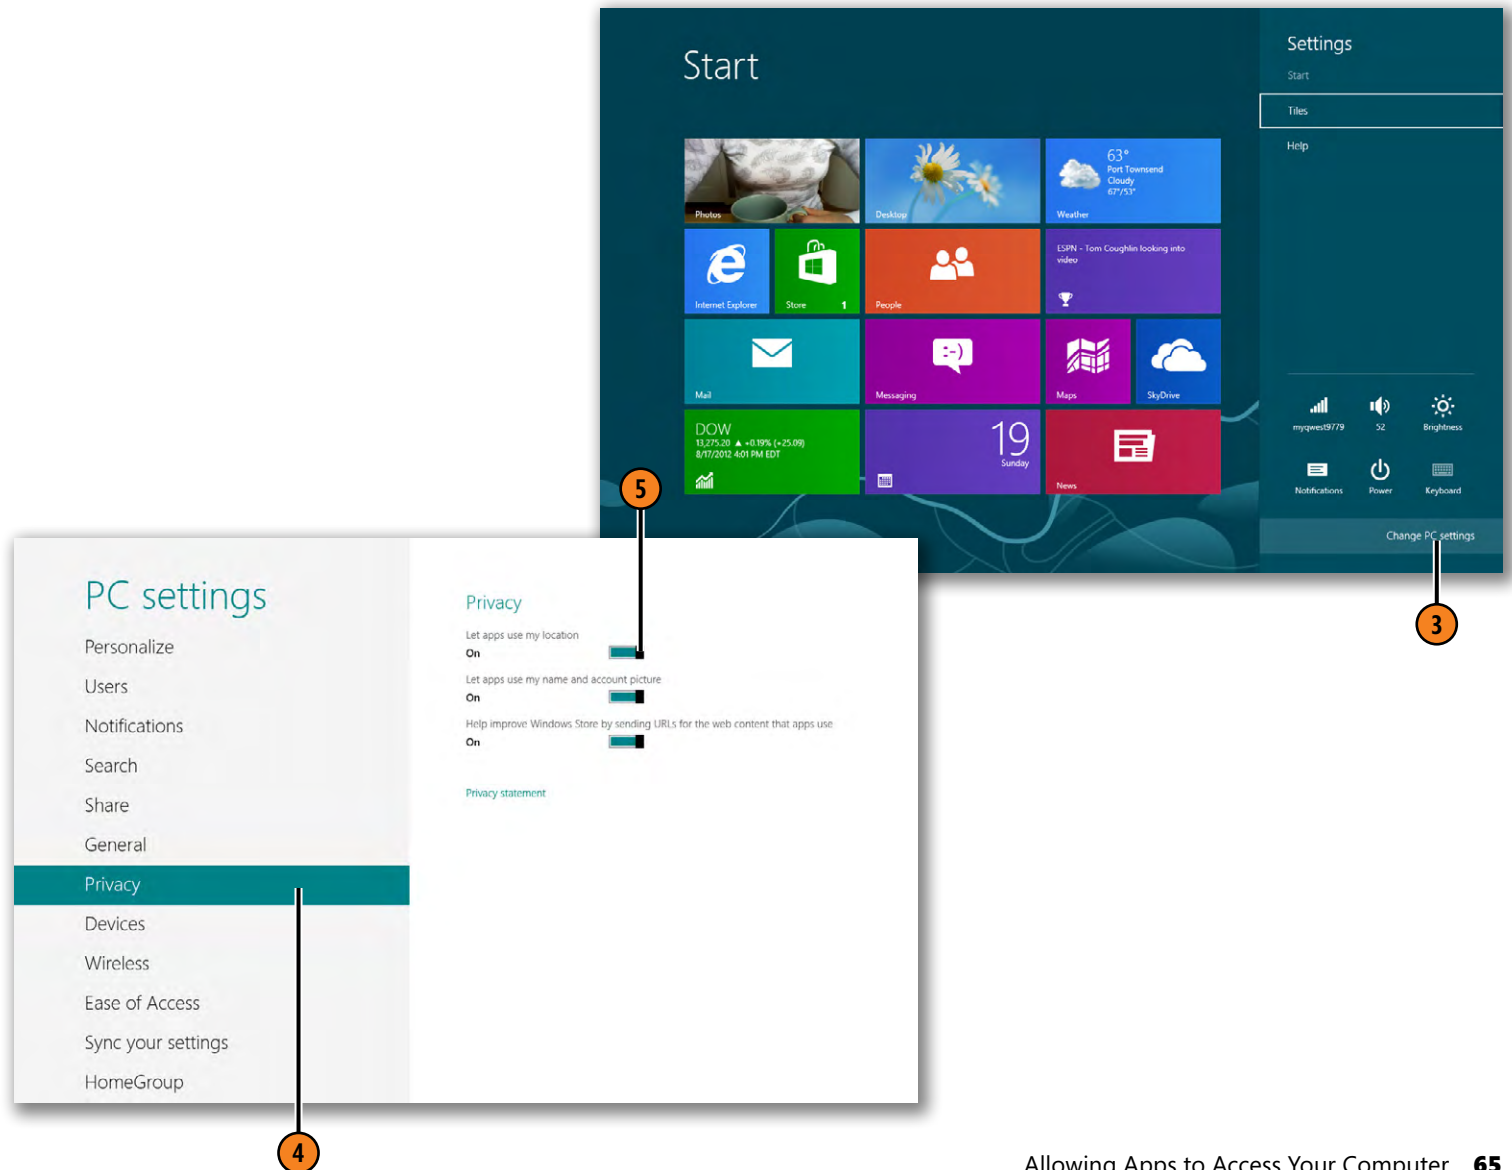 Start
Photos
Desktop
63°
Port Townsend
Cloudy
67°/53°
Weather
Internet Explorer
Store 1
People
ESPN - Tom Coughlin looking into
video
Mail
Messaging
:-)
Maps
SkyDrive
DOW
13,275.20 ▲ +0.19% (+25.09)
8/17/2012 4:01 PM EDT
19
Sunday
News
Settings
Start
Tiles
Help
myqwest9779
52
Brightness
Notifications
Power
Keyboard
Change PC settings
3
5
PC settings
Personalize
Users
Notifications
Search
Share
General
Privacy
Devices
Wireless
Ease of Access
Sync your settings
HomeGroup
Privacy
Let apps use my location
On
Let apps use my name and account picture
On
Help improve Windows Store by sending URLs for the web content that apps use
On
Privacy statement
4
Allowing Apps to Access Your Computer 65